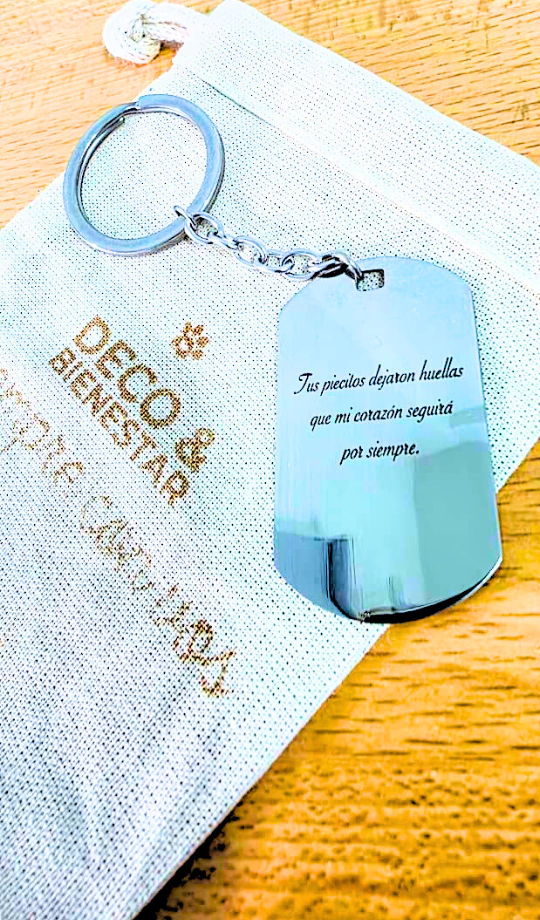 DECO &
BIENESTAR
Tus piecitos dejaron huellas
que mi corazón seguirá
por siempre.